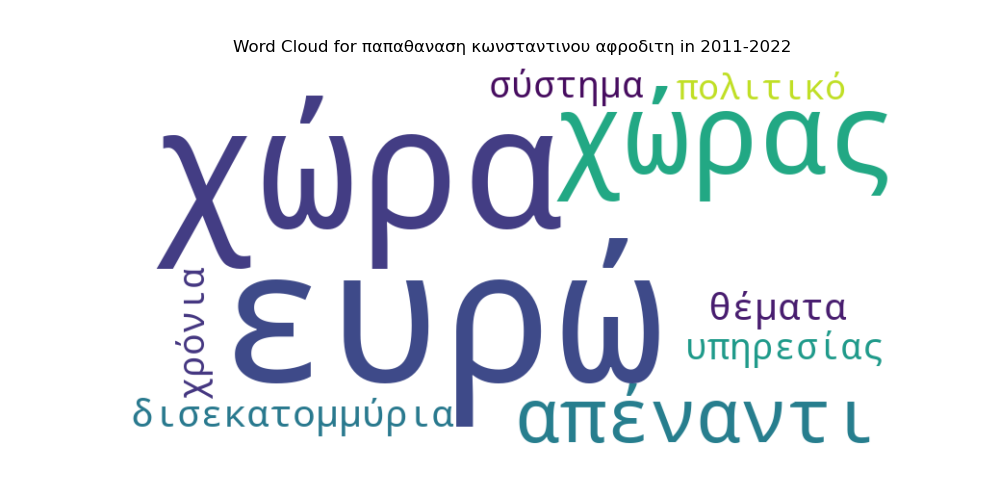 Word Cloud for παπαθαναση κωνσταντινου αφροδιτη in 2011-2022
σύστημα
πολιτικό
χώρα
χώρας
χρόνια
ευρώ
θέματα
υπηρεσίας
δισεκατομμύρια
απέναντι